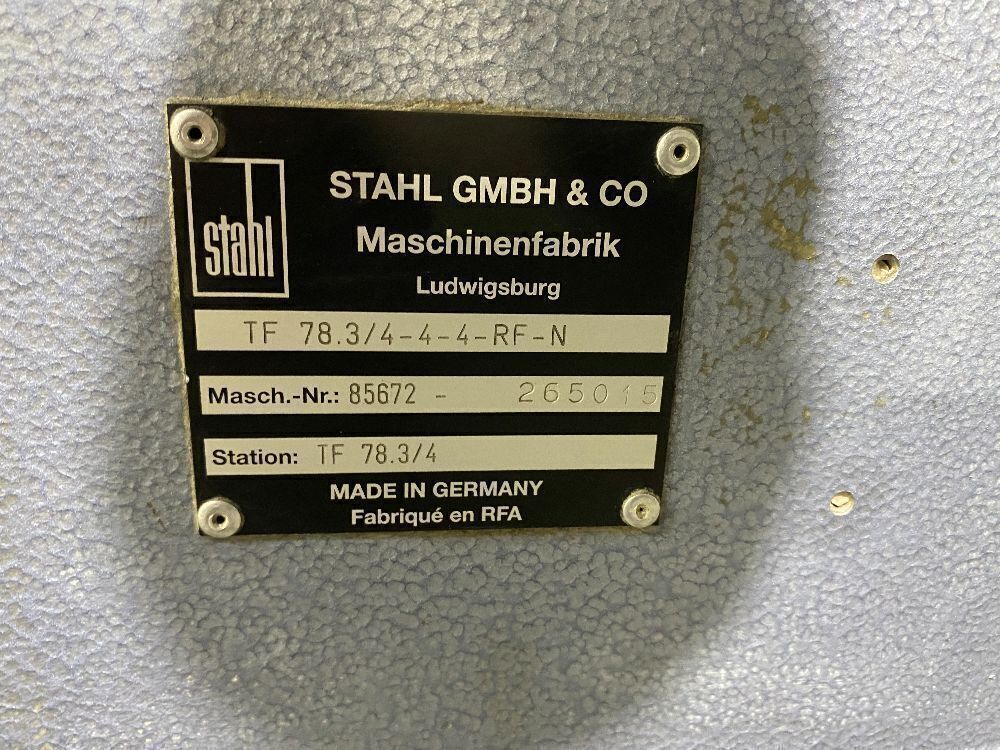 stahl
STAHL GMBH & CO
Maschinenfabrik
Ludwigsburg
TF 78.3/4-4-4-RF-N
Masch.-Nr.: 85672 - 265015
Station: TF 78.3/4
MADE IN GERMANY
Fabriqué en RFA